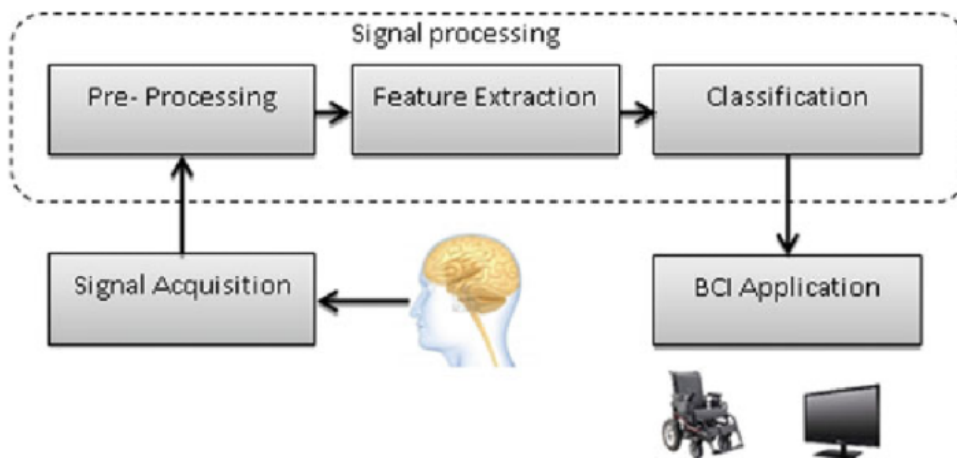 Signal processing
Pre- Processing
Feature Extraction
Classification
Signal Acquisition
BCI Application